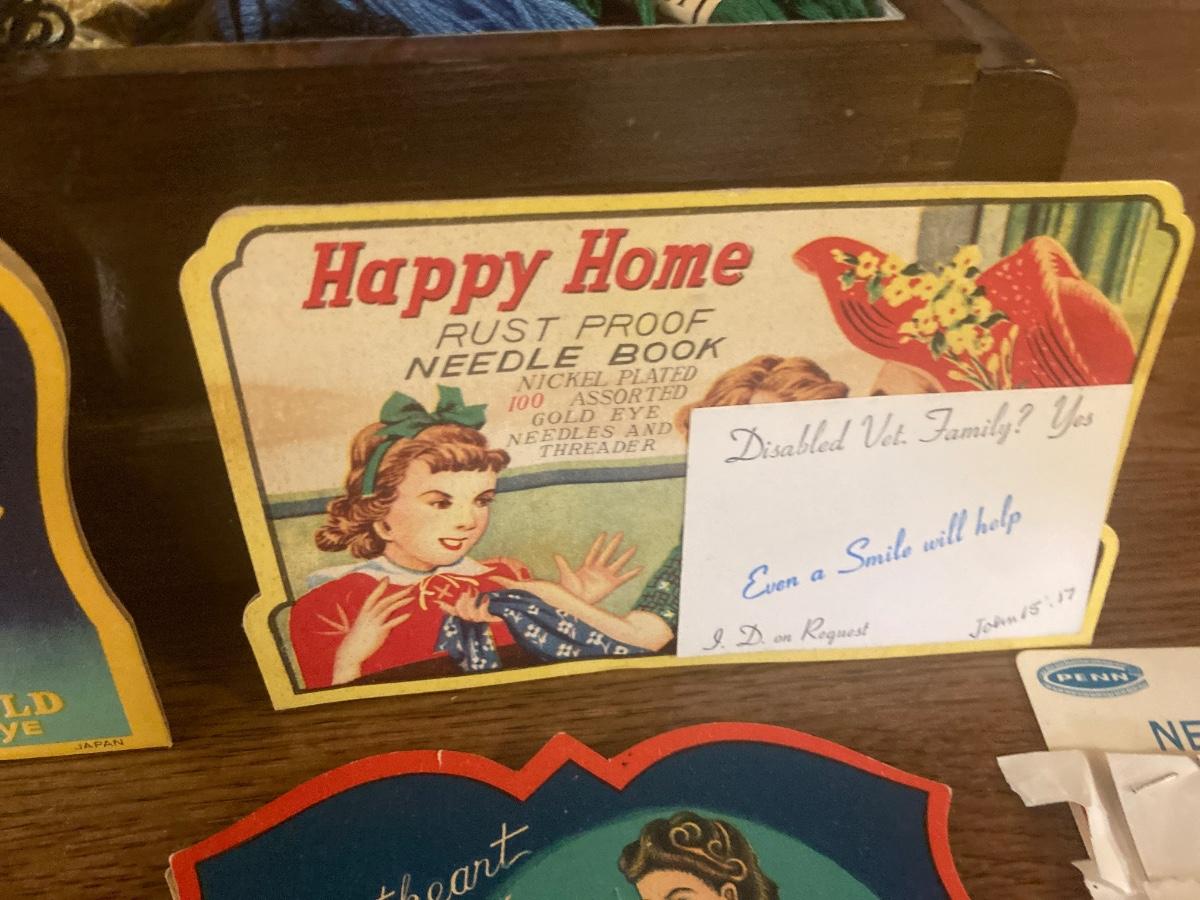 Happy Home
RUST PROOF
NEEDLE BOOK
NICKEL PLATED
100 ASSORTED
GOLD EYE
NEEDLES AND
THREADER
Disabled Vet. Family? Yes
Even a Smile will help
I. D. on Request
John 15:17
LD
YE
JAPAN
PENN
NE
theart